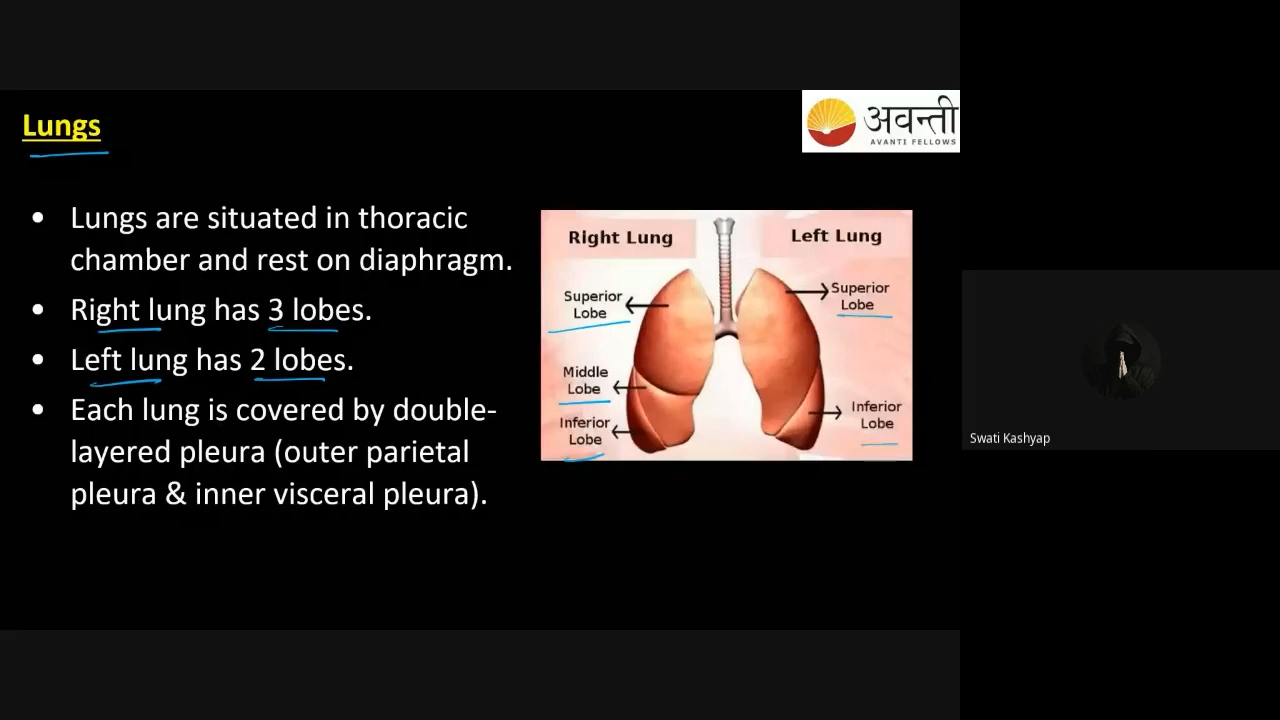 Lungs
अवन्ती
AVANTI FELLOWS
• Lungs are situated in thoracic
chamber and rest on diaphragm.
• Right lung has 3 lobes.
• Left lung has 2 lobes.
• Each lung is covered by double-
layered pleura (outer parietal
pleura & inner visceral pleura).
Right Lung
Left Lung
Superior
Lobe
Superior
Lobe
Middle
Lobe
Inferior
Lobe
Inferior
Lobe
Swati Kashyap